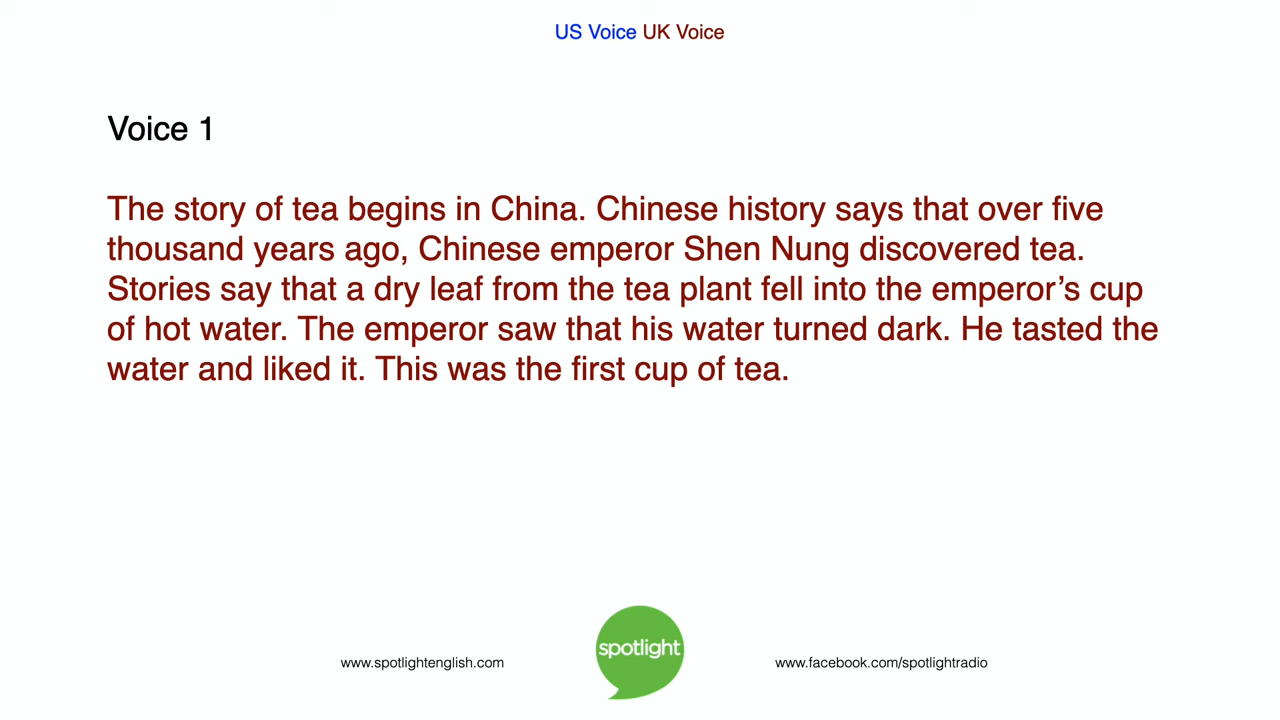 US Voice UK Voice
Voice 1
The story of tea begins in China. Chinese history says that over five
thousand years ago, Chinese emperor Shen Nung discovered tea.
Stories say that a dry leaf from the tea plant fell into the emperor’s cup
of hot water. The emperor saw that his water turned dark. He tasted the
water and liked it. This was the first cup of tea.
spotlight
www.spotlightenglish.com
www.facebook.com/spotlightradio